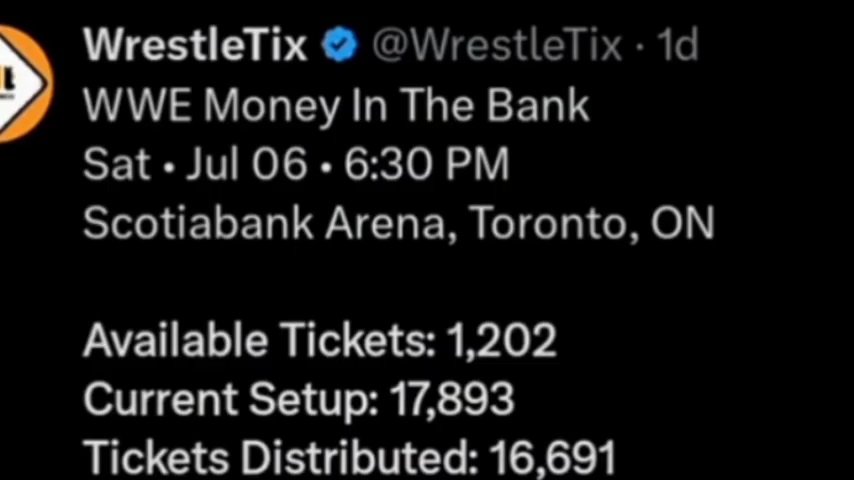 WrestleTix @WrestleTix · 1d
WWE Money In The Bank
Sat • Jul 06 • 6:30 PM
Scotiabank Arena, Toronto, ON
Available Tickets: 1,202
Current Setup: 17,893
Tickets Distributed: 16,691